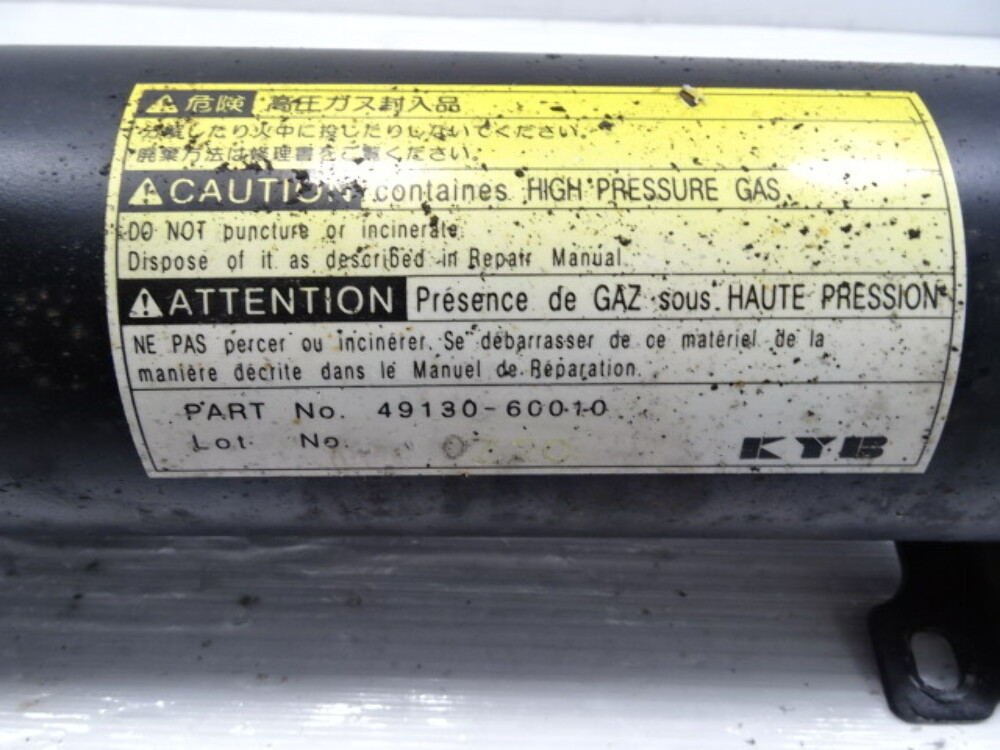 ⚠危険 高圧ガス封入品
分解したり火中に投じたりしないでください。
廃棄方法は修理書をご覧ください。
⚠CAUTION containes HIGH PRESSURE GAS
DO NOT puncture or incinerate.
Dispose of it as described in Repair Manual.
⚠ATTENTION Présence de GAZ sous HAUTE PRESSION
NE PAS percer ou incinérer. Se débarrasser de ce matériel de la
manière décrite dans le Manuel de Réparation.
PART No. 49130-60010
Lot No.
KYB